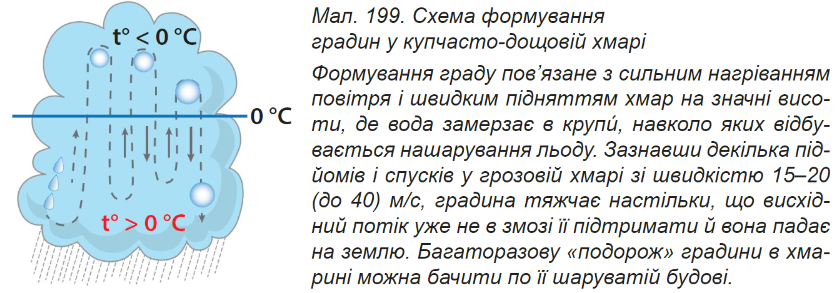 t° < 0 °C
0 °C
t° > 0 °C
Мал. 199. Схема формування
градин у купчасто-дощовій хмарі
Формування граду пов’язане з сильним нагріванням
повітря і швидким підняттям хмар на значні висо-
ти, де вода замерзає в крупи́, навколо яких відбу-
вається нашарування льоду. Зазнавши декілька під-
йомів і спусків у грозовій хмарі зі швидкістю 15–20
(до 40) м/с, градина тяжчає настільки, що висхід-
ний потік уже не в змозі її підтримати й вона падає
на землю. Багаторазову «подорож» градини в хма-
рині можна бачити по її шаруватій будові.